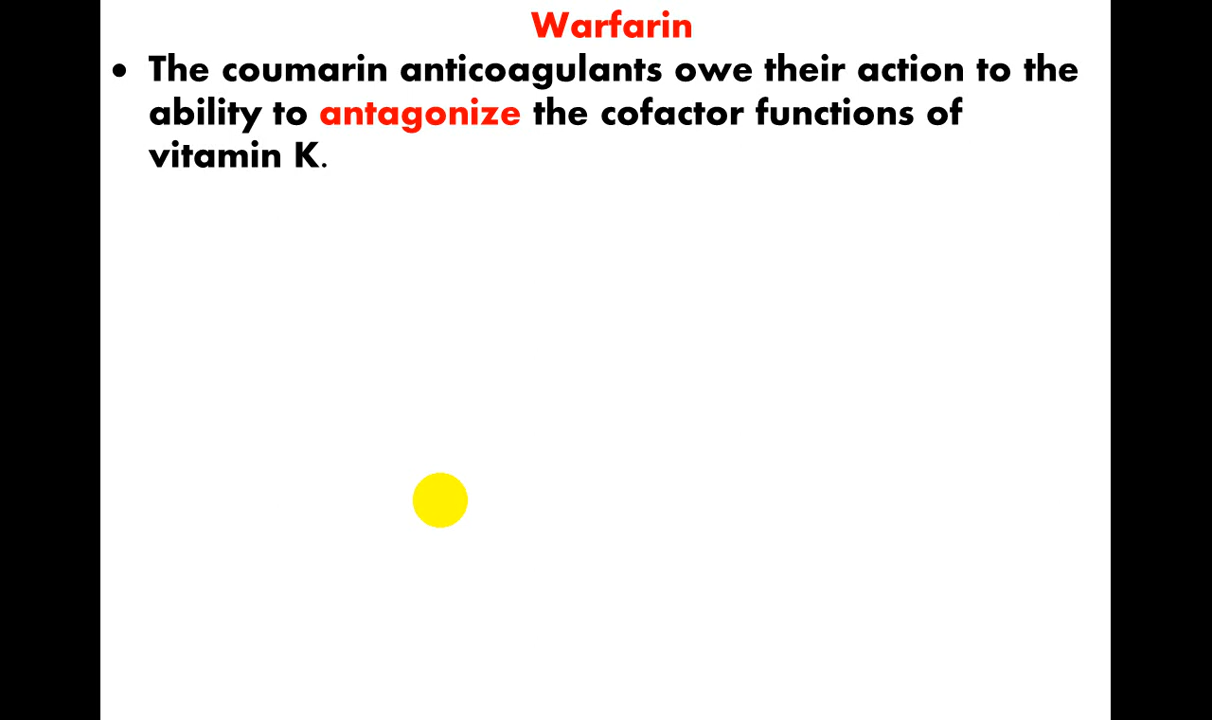 Warfarin
• The coumarin anticoagulants owe their action to the
ability to antagonize the cofactor functions of
vitamin K.